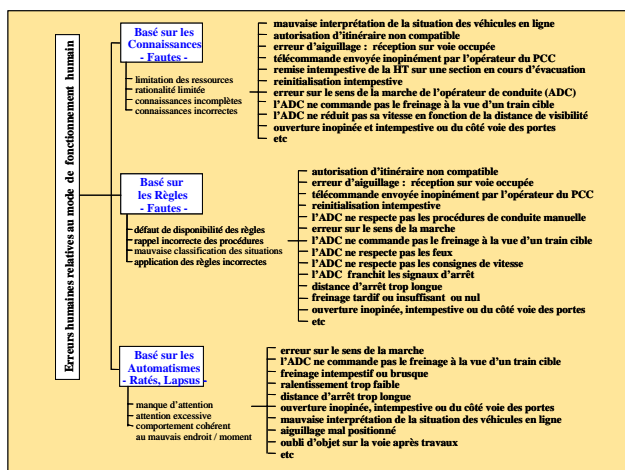 Erreurs humaines relatives au mode de fonctionnement humain
Basé sur les
Connaissances
- Fautes -
limitation des ressources
rationalité limitée
connaissances incomplètes
connaissances incorrectes
mauvaise interprétation de la situation des véhicules en ligne
autorisation d'itinéraire non compatible
erreur d'aiguillage : réception sur voie occupée
télécommande envoyée inopinément par l'opérateur du PCC
remise intempestive de la HT sur une section en cours d'évacuation
reinitialisation intempestive
erreur sur le sens de la marche de l'opérateur de conduite (ADC)
l'ADC ne commande pas le freinage à la vue d'un train cible
l'ADC ne réduit pas sa vitesse en fonction de la distance de visibilité
ouverture inopinée et intempestive ou du côté voie des portes
etc
Basé sur
les Règles
- Fautes -
défaut de disponibilité des règles
rappel incorrecte des procédures
mauvaise classification des situations
application des règles incorrectes
autorisation d'itinéraire non compatible
erreur d'aiguillage : réception sur voie occupée
télécommande envoyée inopinément par l'opérateur du PCC
reinitialisation intempestive
l'ADC ne respecte pas les procédures de conduite manuelle
erreur sur le sens de la marche
l'ADC ne commande pas le freinage à la vue d'un train cible
l'ADC ne respecte pas les feux
l'ADC ne respecte pas les consignes de vitesse
l'ADC franchit les signaux d'arrêt
distance d'arrêt trop longue
freinage tardif ou insuffisant ou nul
ouverture inopinée, intempestive ou du côté voie des portes
etc
Basé sur les
Automatismes
- Ratés, Lapsus -
manque d'attention
attention excessive
comportement cohérent
au mauvais endroit / moment
erreur sur le sens de la marche
l'ADC ne commande pas le freinage à la vue d'un train cible
freinage intempestif ou brusque
ralentissement trop faible
distance d'arrêt trop longue
ouverture inopinée, intempestive ou du côté voie des portes
mauvaise interprétation de la situation des véhicules en ligne
aiguillage mal positionné
oubli d'objet sur la voie après travaux
etc